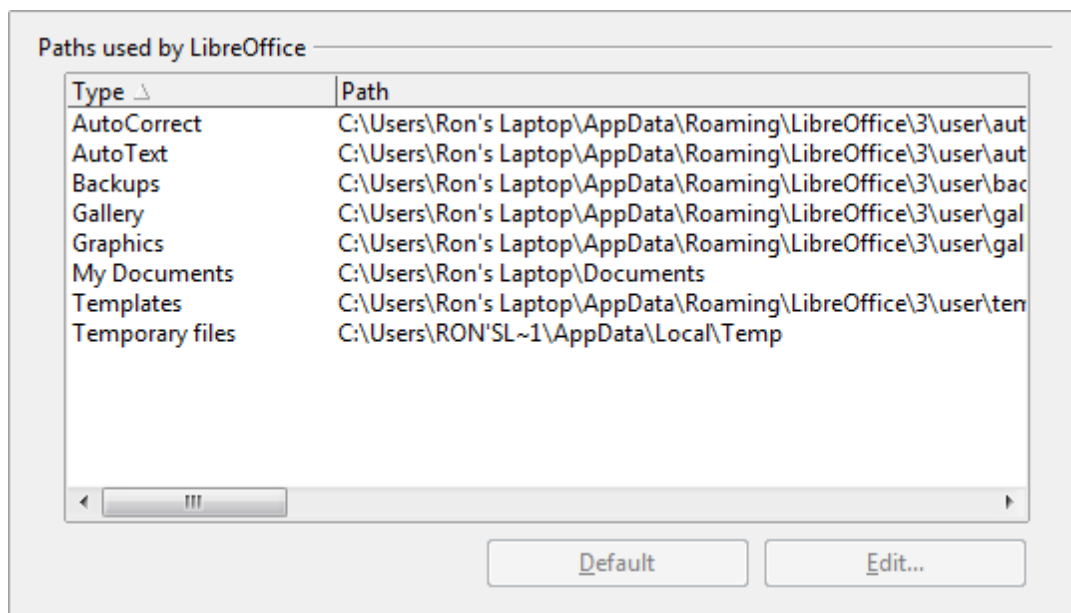 Paths used by LibreOffice
Type Path
AutoCorrect C:\Users\Ron's Laptop\AppData\Roaming\LibreOffice\3\user\aut
AutoText C:\Users\Ron's Laptop\AppData\Roaming\LibreOffice\3\user\aut
Backups C:\Users\Ron's Laptop\AppData\Roaming\LibreOffice\3\user\bac
Gallery C:\Users\Ron's Laptop\AppData\Roaming\LibreOffice\3\user\gal
Graphics C:\Users\Ron's Laptop\AppData\Roaming\LibreOffice\3\user\gal
My Documents C:\Users\Ron's Laptop\Documents
Templates C:\Users\Ron's Laptop\AppData\Roaming\LibreOffice\3\user\tem
Temporary files C:\Users\RON'SL~1\AppData\Local\Temp
Default Edit...